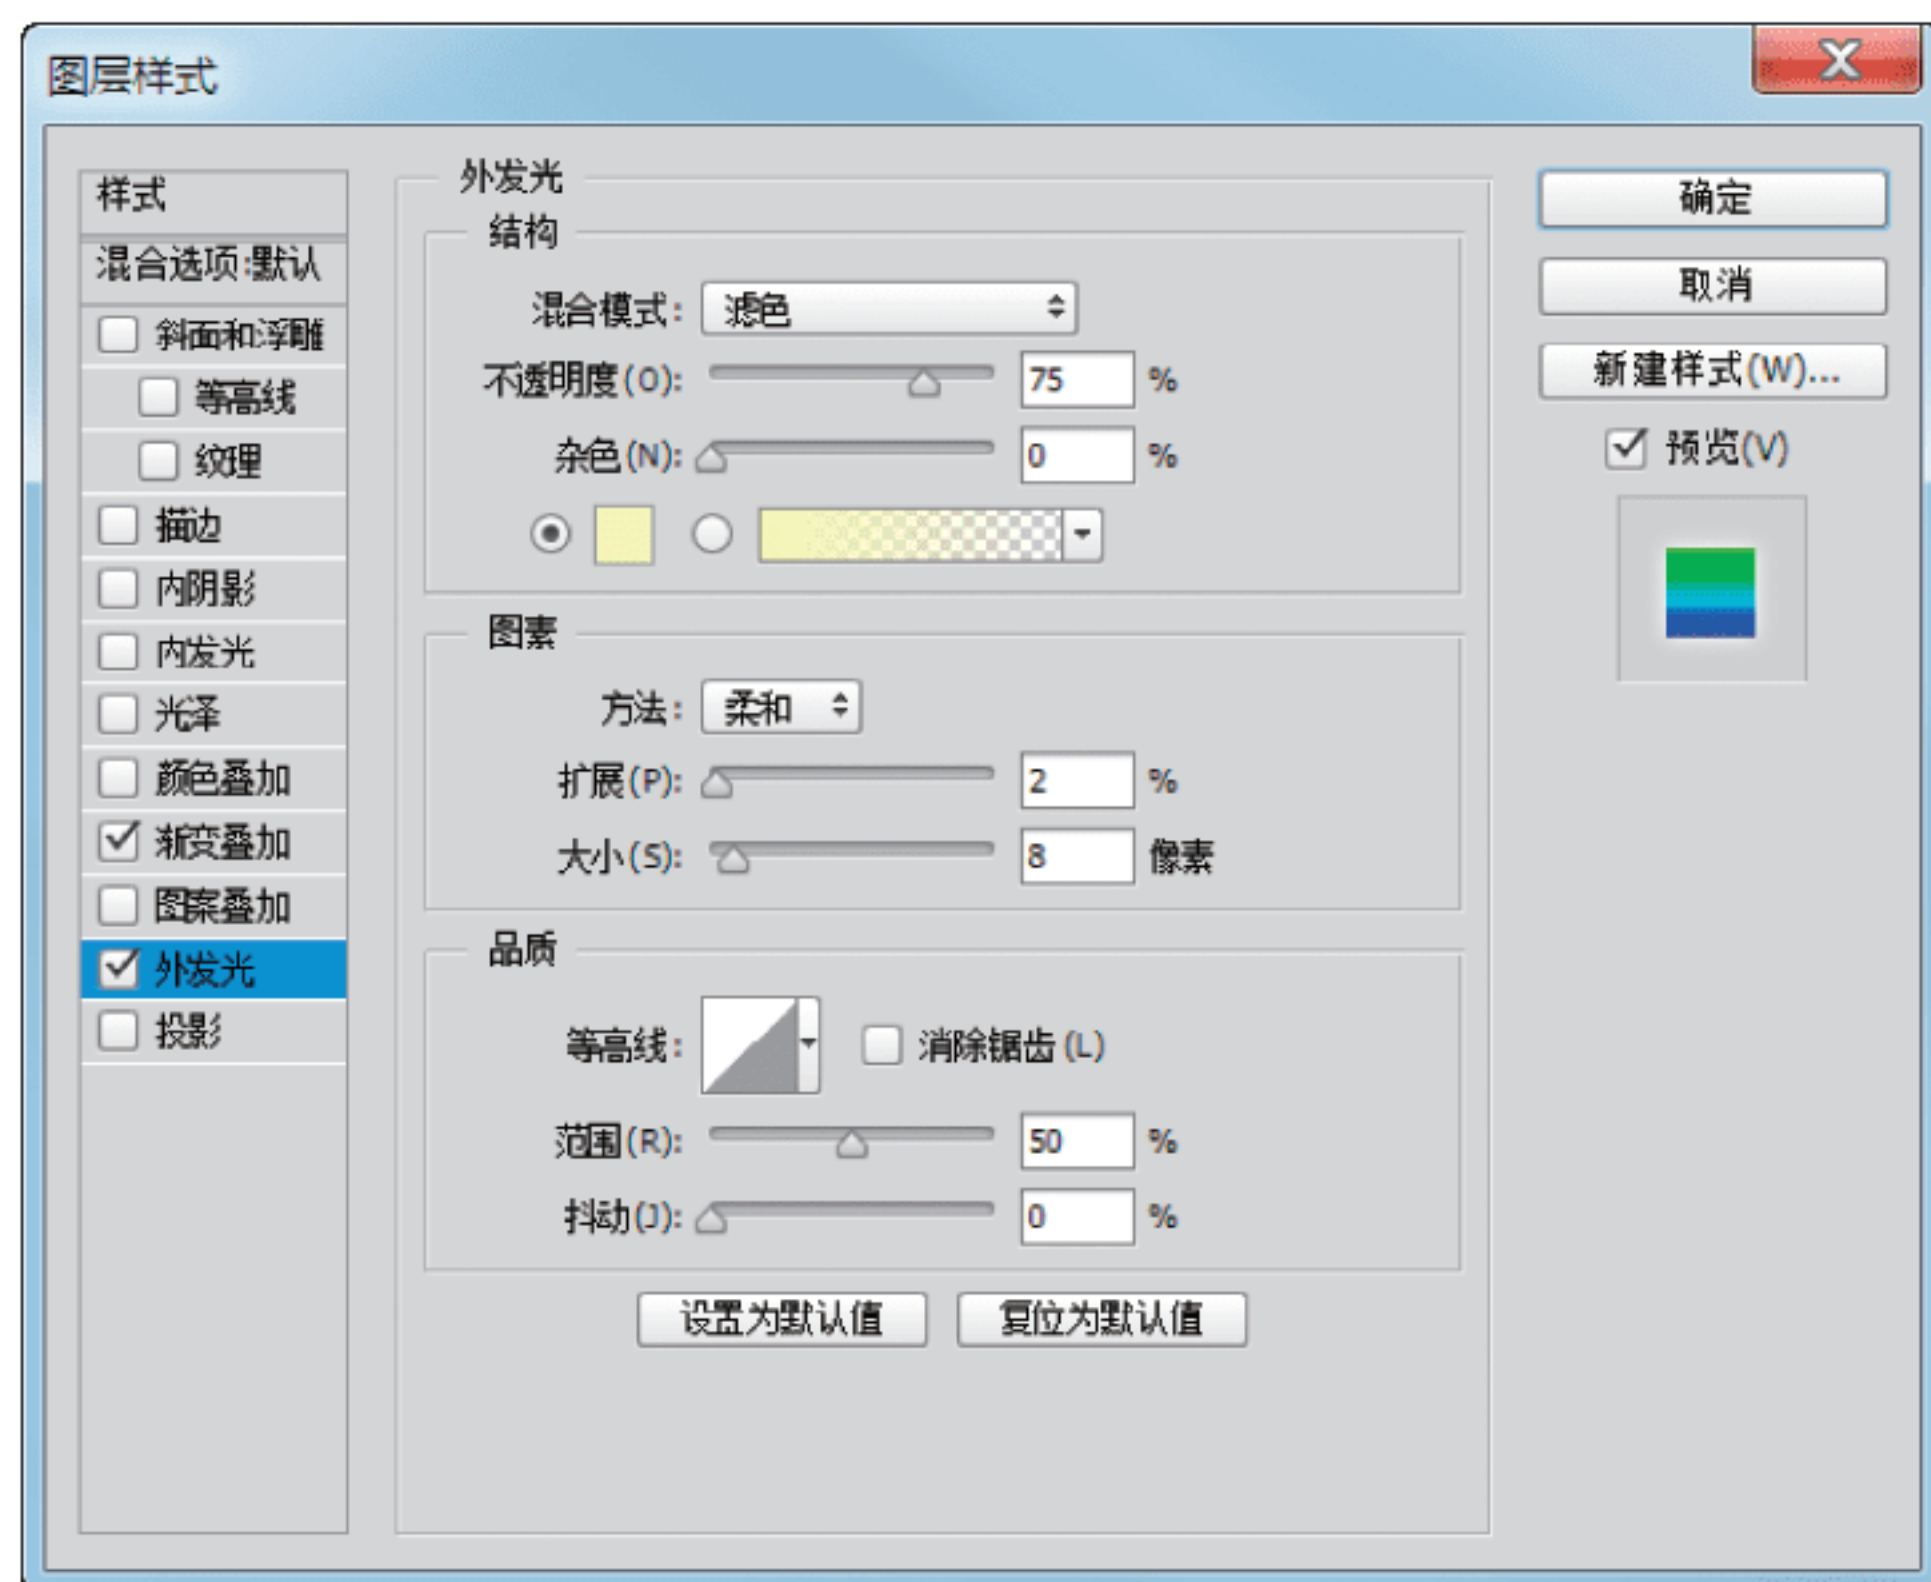 图层样式
样式
混合选项:默认
斜面和浮雕
等高线
纹理
描边
内阴影
内发光
光泽
颜色叠加
渐变叠加
图案叠加
外发光
投影
外发光
结构
混合模式: 滤色
不透明度(O): 75 %
杂色(N): 0 %
图素
方法: 柔和
扩展(P): 2 %
大小(S): 8 像素
品质
等高线: 消除锯齿(L)
范围(R): 50 %
抖动(J): 0 %
设置为默认值 复位为默认值
确定
取消
新建样式(W)...
预览(V)